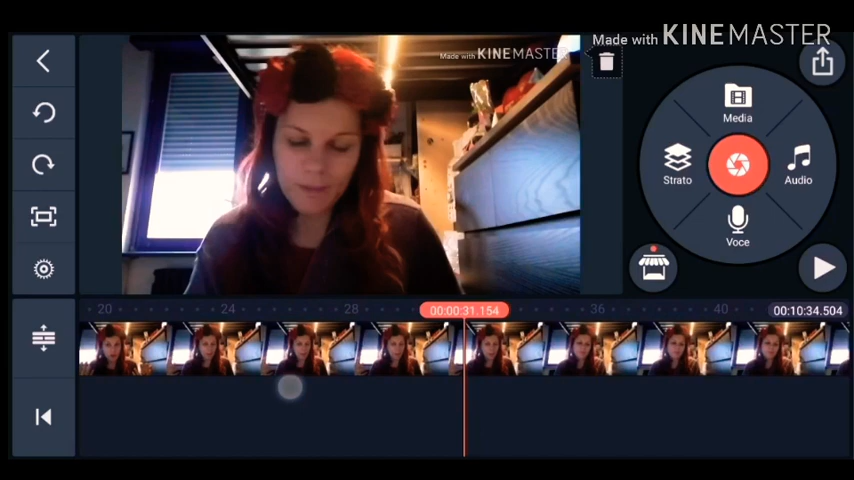 Made with KINEMASTER
Made with KINEMASTER
Media
Strato
Audio
Voce
20
24
28
00:00:31.154
36
40
00:10:34.504